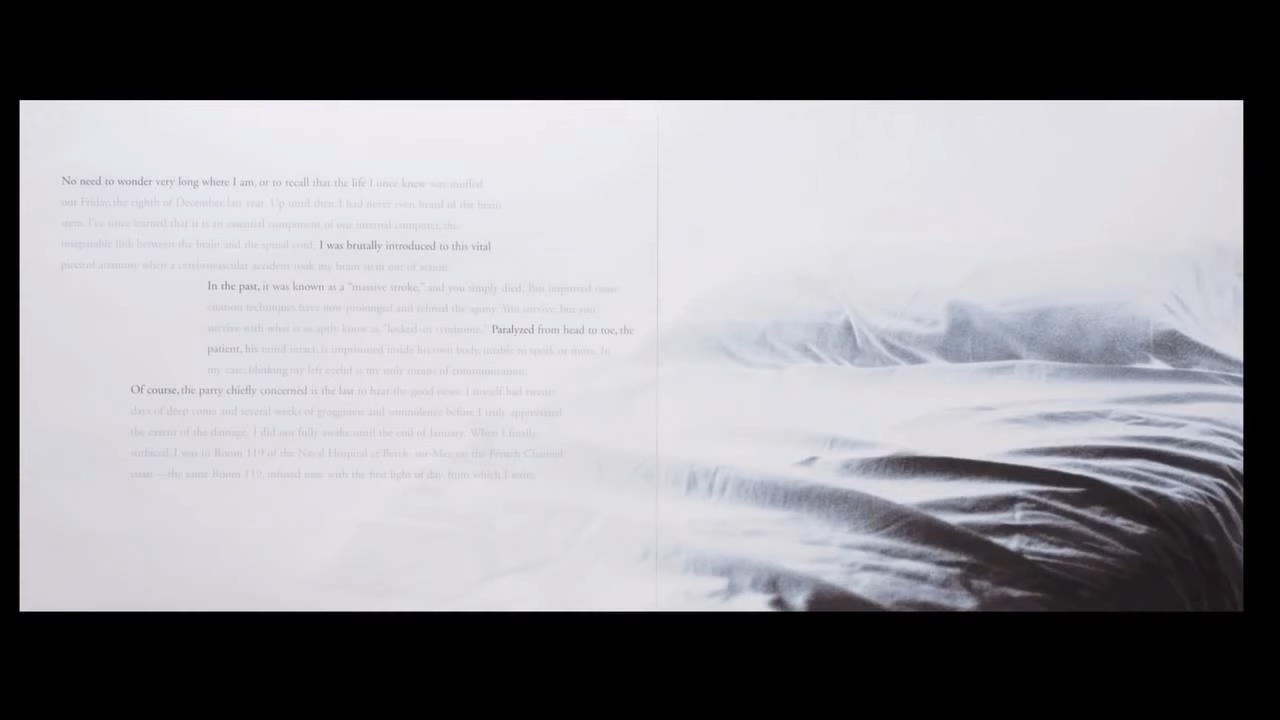 No need to wonder very long where I am, or to recall that the life I once knew was snuffed
out Friday, the eighth of December, last year. Up until then, I had never even heard of the brain
stem. I've since learned that it is an essential component of our internal computer, the
inseparable link between the brain and the spinal cord. I was brutally introduced to this vital
piece of anatomy when a cerebrovascular accident took my brain stem out of action.
In the past, it was known as a "massive stroke," and you simply died. But improved resus-
citation techniques have now prolonged and refined the agony. You survive, but you
survive with what is so aptly know as "locked-in syndrome." Paralyzed from head to toe, the
patient, his mind intact, is imprisoned inside his own body, unable to speak or move. In
my case, blinking my left eyelid is my only means of communication.
Of course, the party chiefly concerned is the last to hear the good news. I myself had twenty
days of deep coma and several weeks of grogginess and somnolence before I truly appreciated
the extent of the damage. I did not fully awake until the end of January. When I finally
surfaced, I was in Room 119 of the Naval Hospital at Berck-sur-Mer, on the French Channel
coast—the same Room 119, infused now with the first light of day, from which I write.